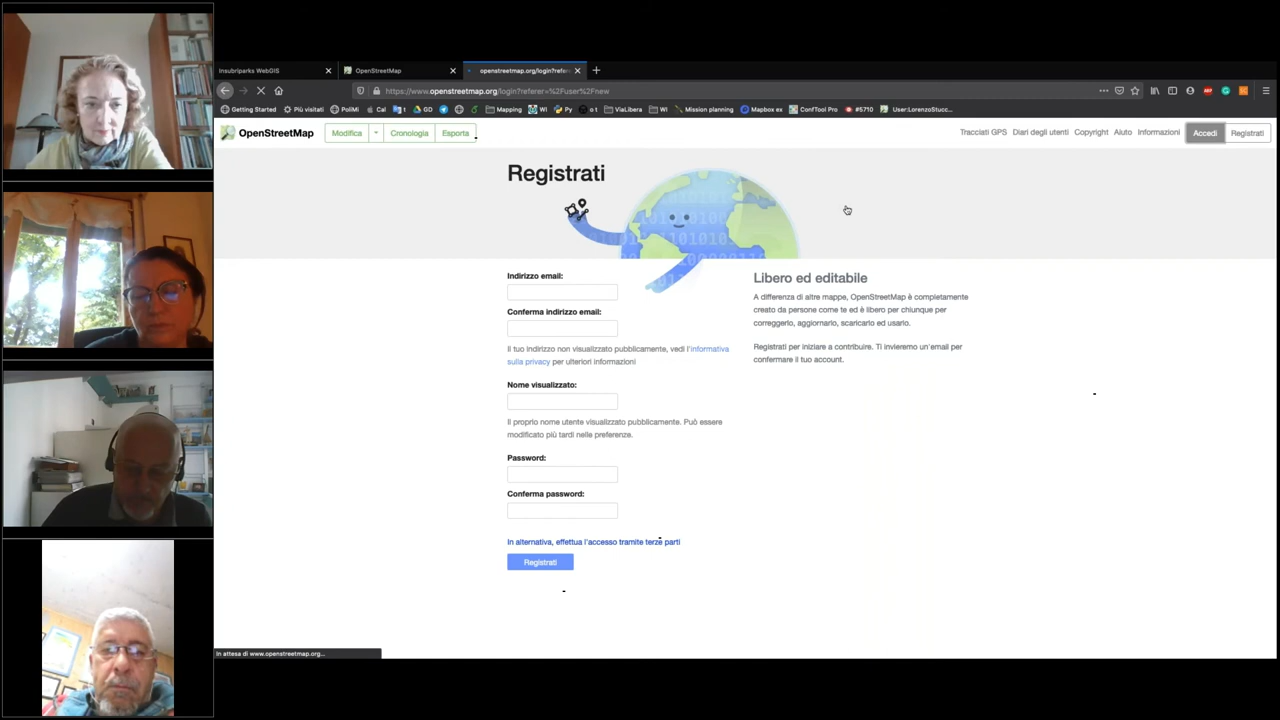 Insubriparks WebGIS
OpenStreetMap
openstreetmap.org/login?refere
https://www.openstreetmap.org/login?referer=%2Fuser%2Fnew
Getting Started Più visitati PoliMi Cal GD Mapping WI Py ViaLibera WI Mission planning Mapbox ex ConfTool Pro #5710 User:LorenzoStucc...
OpenStreetMap Modifica Cronologia Esporta Tracciati GPS Diari degli utenti Copyright Aiuto Informazioni Accedi Registrati
Registrati
Indirizzo email:
Conferma indirizzo email:
Il tuo indirizzo non visualizzato pubblicamente, vedi l'informativa
sulla privacy per ulteriori informazioni
Nome visualizzato:
Il proprio nome utente visualizzato pubblicamente. Può essere
modificato più tardi nelle preferenze.
Password:
Conferma password:
In alternativa, effettua l'accesso tramite terze parti
Registrati
Libero ed editabile
A differenza di altre mappe, OpenStreetMap è completamente
creato da persone come te ed è libero per chiunque per
correggerlo, aggiornarlo, scaricarlo ed usarlo.
Registrati per iniziare a contribuire. Ti invieremo un'email per
confermare il tuo account.
In attesa di www.openstreetmap.org...